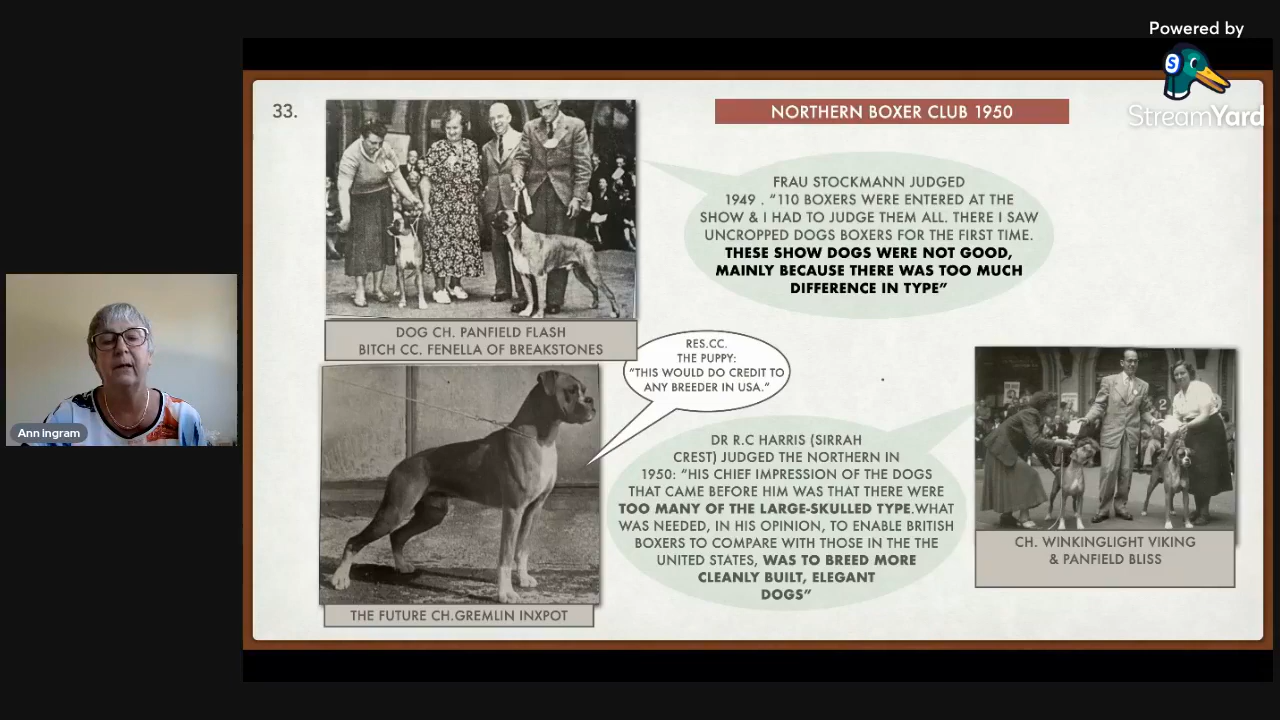 Powered by
S
StreamYard
33.
NORTHERN BOXER CLUB 1950
FRAU STOCKMANN JUDGED
1949 . "110 BOXERS WERE ENTERED AT THE
SHOW & I HAD TO JUDGE THEM ALL. THERE I SAW
UNCROPPED DOGS BOXERS FOR THE FIRST TIME.
THESE SHOW DOGS WERE NOT GOOD,
MAINLY BECAUSE THERE WAS TOO MUCH
DIFFERENCE IN TYPE"
DOG CH. PANFIELD FLASH
BITCH CC. FENELLA OF BREAKSTONES
RES.CC.
THE PUPPY:
"THIS WOULD DO CREDIT TO
ANY BREEDER IN USA."
DR R.C HARRIS (SIRRAH
CREST) JUDGED THE NORTHERN IN
1950: "HIS CHIEF IMPRESSION OF THE DOGS
THAT CAME BEFORE HIM WAS THAT THERE WERE
TOO MANY OF THE LARGE-SKULLED TYPE.WHAT
WAS NEEDED, IN HIS OPINION, TO ENABLE BRITISH
BOXERS TO COMPARE WITH THOSE IN THE THE
UNITED STATES, WAS TO BREED MORE
CLEANLY BUILT, ELEGANT
DOGS"
CH. WINKINGLIGHT VIKING
& PANFIELD BLISS
THE FUTURE CH.GREMLIN INXPOT
Ann Ingram